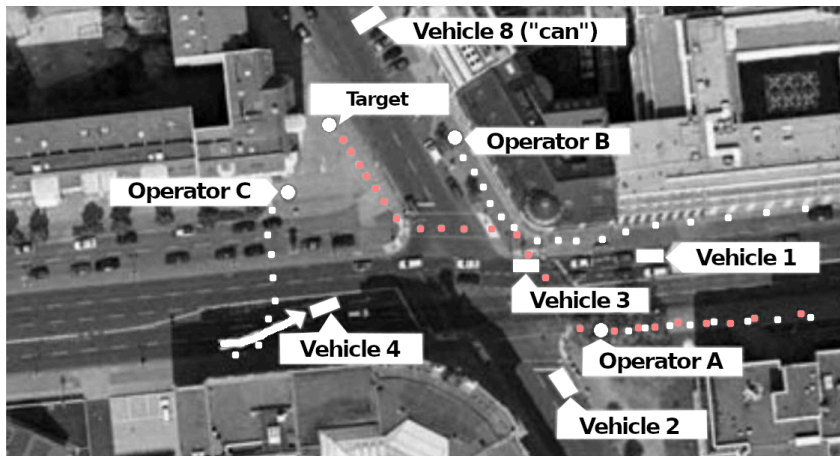 Vehicle 8 ("can")
Target
Operator B
Operator C
Vehicle 1
Vehicle 3
Vehicle 4
Operator A
Vehicle 2